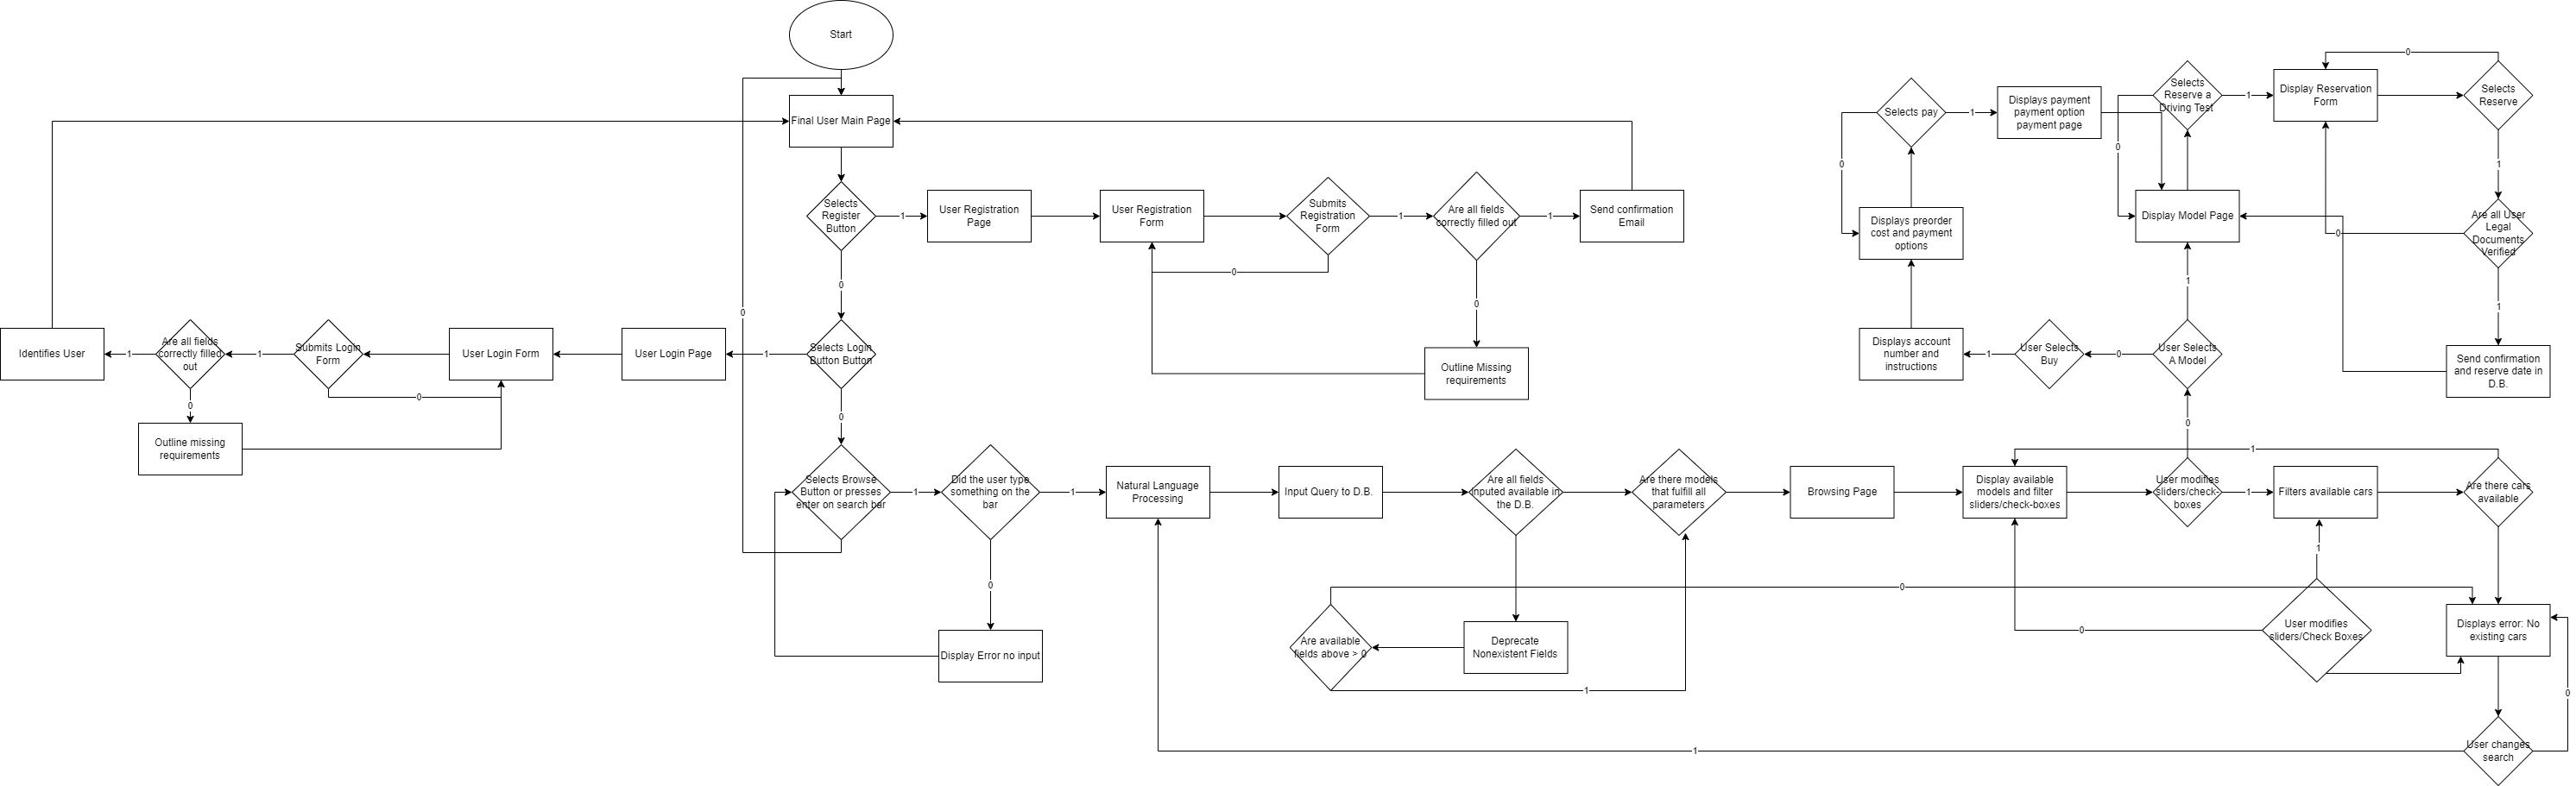 Start
Final User Main Page
Selects
Register
Button
1
User Registration
Page
User Registration
Form
Submits
Registration
Form
1
Are all fields
correctly filled out
1
Send confirmation
Email
0
0
Outline Missing
requirements
0
0
Selects Login
Button Button
1
User Login Page
User Login Form
Submits Login
Form
1
Are all fields
correctly filled
out
1
Identifies User
0
0
Outline missing
requirements
0
Selects Browse
Button or presses
enter on search bar
1
Did the user type
something on the
bar
1
0
Display Error no input
Natural Language
Processing
Input Query to D.B.
Are all fields
inputed available in
the D.B.
Are there models
that fulfill all
parameters
Browsing Page
Display available
models and filter
sliders/check-boxes
User modifies
sliders/check-
boxes
1
Filters available cars
Are there cars
available
1
0
Deprecate
Nonexistent Fields
Are available
fields above > 0
0
1
User modifies
sliders/Check Boxes
1
0
Displays error: No
existing cars
0
User changes
search
1
User Selects
A Model
0
User Selects
Buy
1
Displays account
number and
instructions
Displays preorder
cost and payment
options
0
Selects pay
1
Displays payment
payment option
payment page
1
Display Model Page
0
Selects
Reserve a
Driving Test
1
Display Reservation
Form
0
Selects
Reserve
1
Are all User
Legal
Documents
Verified
0
1
Send confirmation
and reserve date in
D.B.